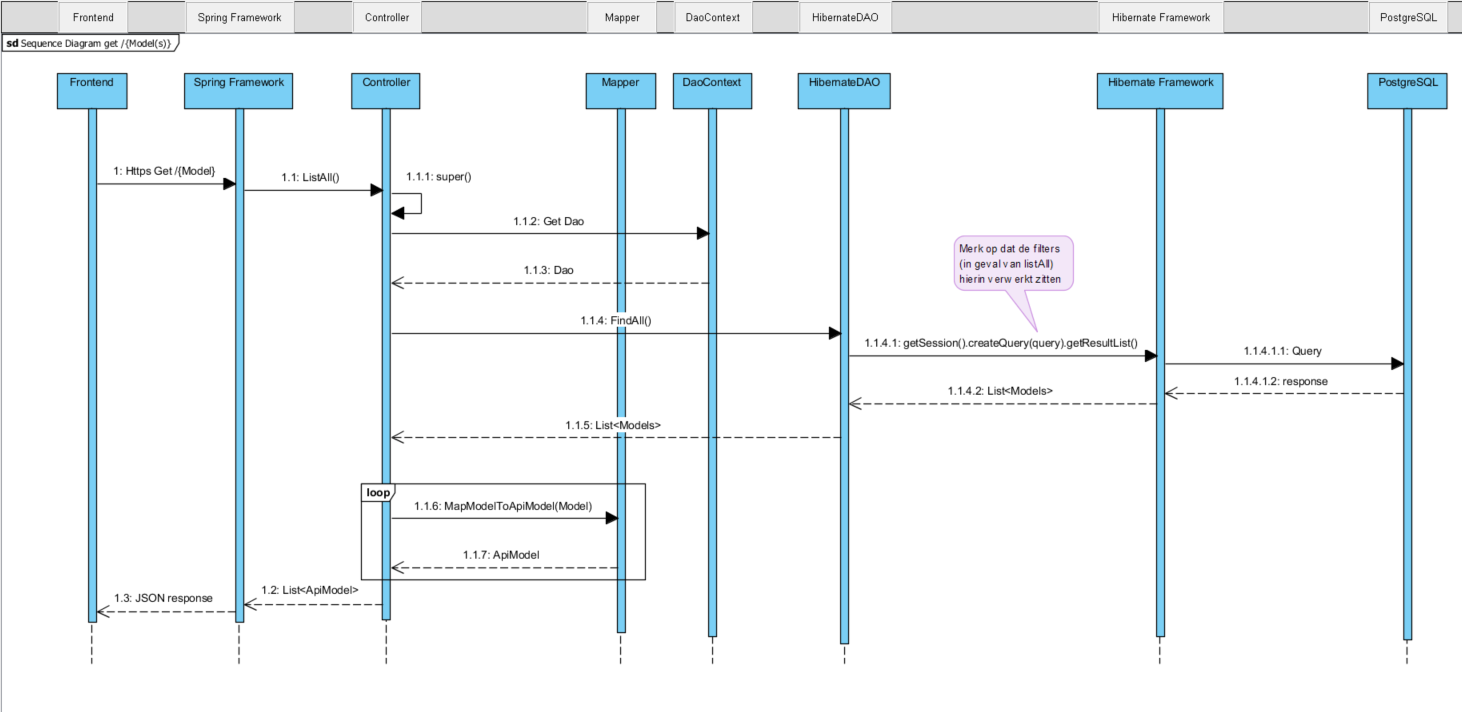 Frontend
Spring Framework
Controller
Mapper
DaoContext
HibernateDAO
Hibernate Framework
PostgreSQL
sd Sequence Diagram get /{Model(s)}
Frontend
Spring Framework
Controller
Mapper
DaoContext
HibernateDAO
Hibernate Framework
PostgreSQL
1: Https Get /{Model}
1.1: ListAll()
1.1.1: super()
1.1.2: Get Dao
Merk op dat de filters
(in geval van listAll)
hierin verwerkt zitten
1.1.3: Dao
1.1.4: FindAll()
1.1.4.1: getSession().createQuery(query).getResultList()
1.1.4.1.1: Query
1.1.4.1.2: response
1.1.4.2: List<Models>
1.1.5: List<Models>
loop
1.1.6: MapModelToApiModel(Model)
1.1.7: ApiModel
1.2: List<ApiModel>
1.3: JSON response